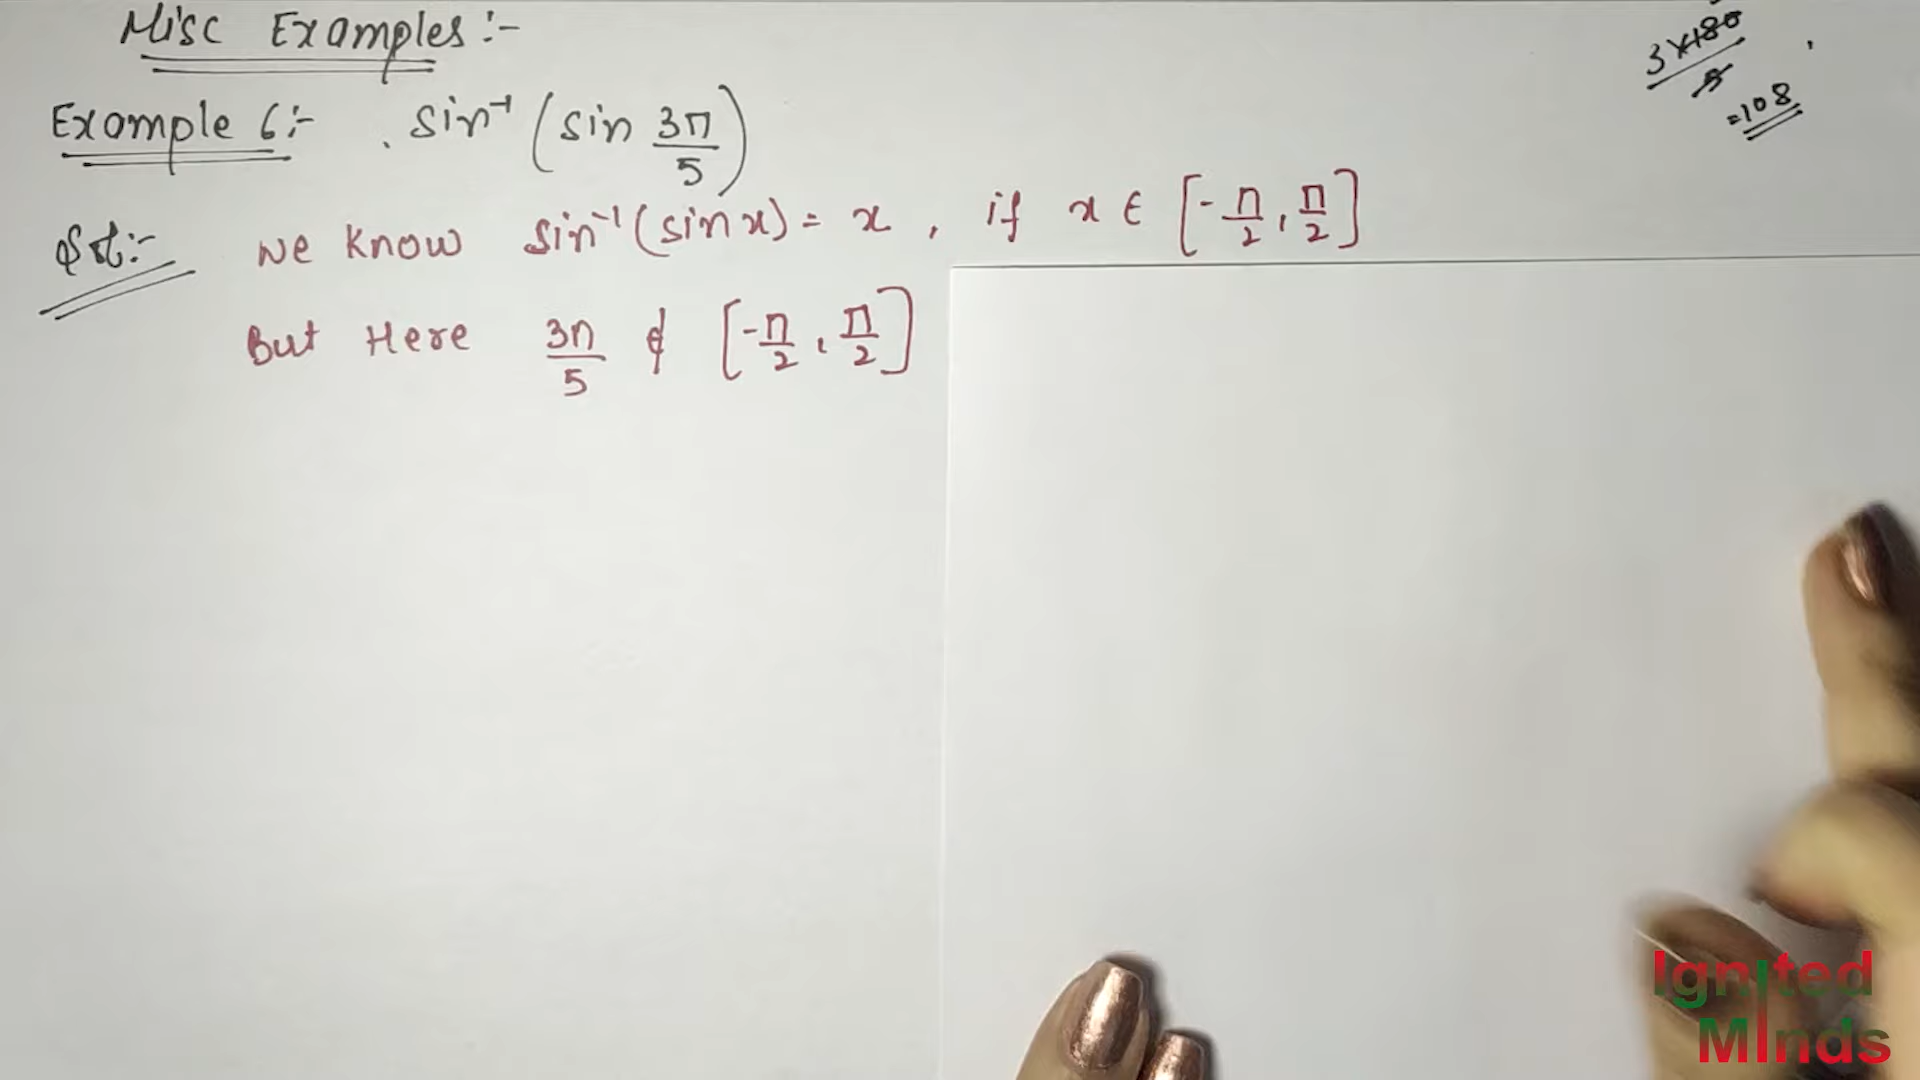 Misc Examples:-
3×180
5
=108
Example 6:- . sin⁻¹ (sin 3π/5)
Sol:- We know sin⁻¹(sin x) = x , if x ∈ [-π/2, π/2]
But Here 3π/5 ∉ [-π/2, π/2]
Ignited
Minds